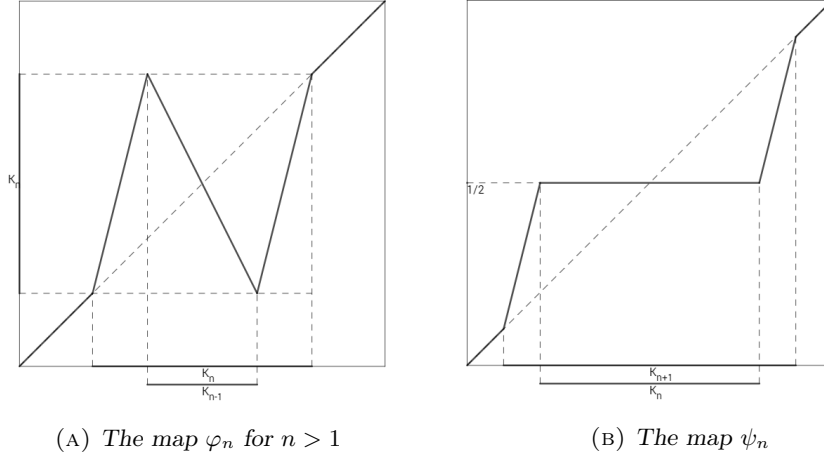 K_n
K_n
K_{n-1}
(A) The map φ_n for n > 1
1/2
K_{n+1}
K_n
(B) The map ψ_n